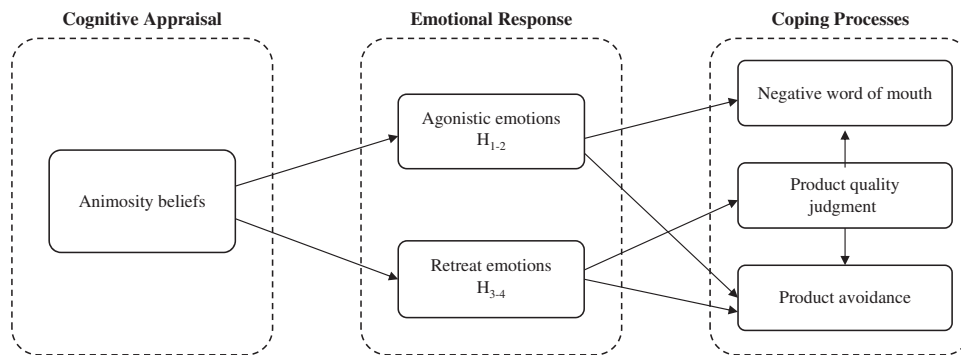 Cognitive Appraisal
Emotional Response
Coping Processes
Animosity beliefs
Agonistic emotions
H1-2
Retreat emotions
H3-4
Negative word of mouth
Product quality
judgment
Product avoidance